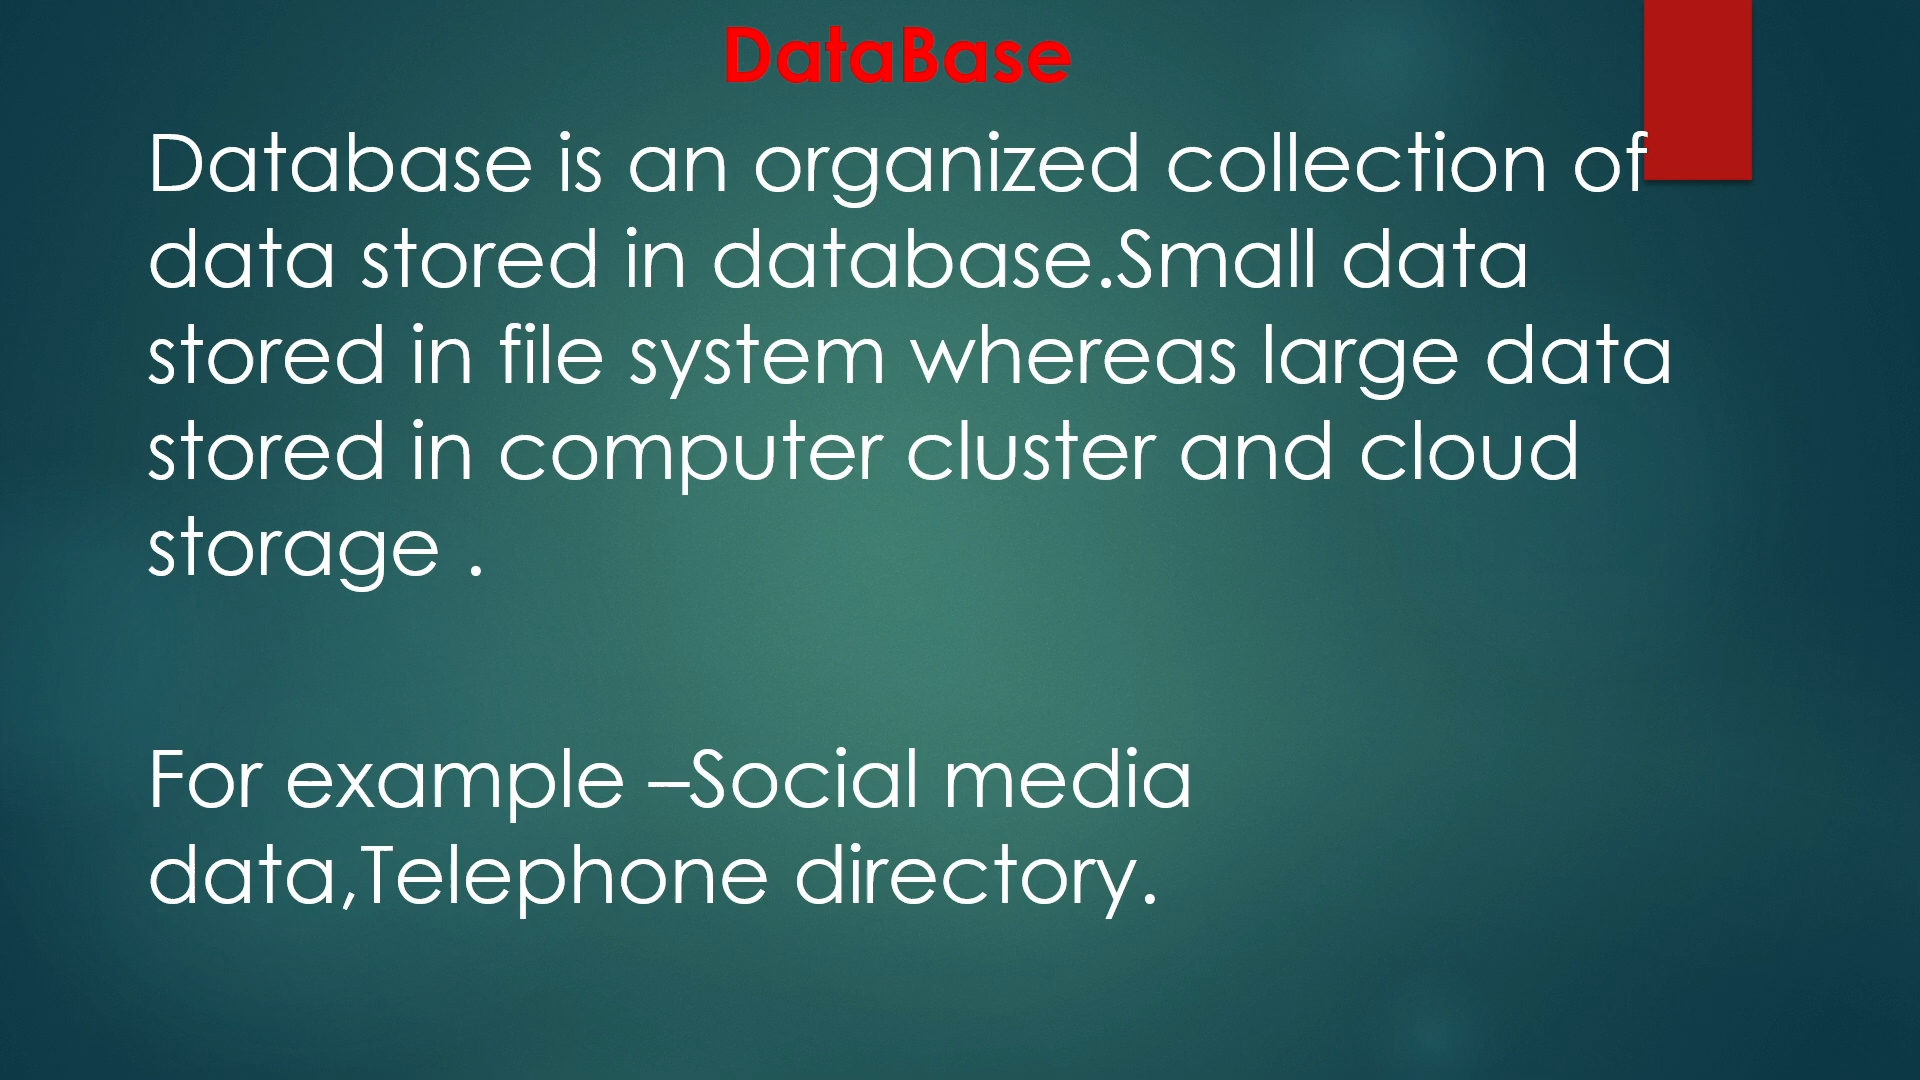 DataBase
Database is an organized collection of
data stored in database.Small data
stored in file system whereas large data
stored in computer cluster and cloud
storage .
For example –Social media
data,Telephone directory.